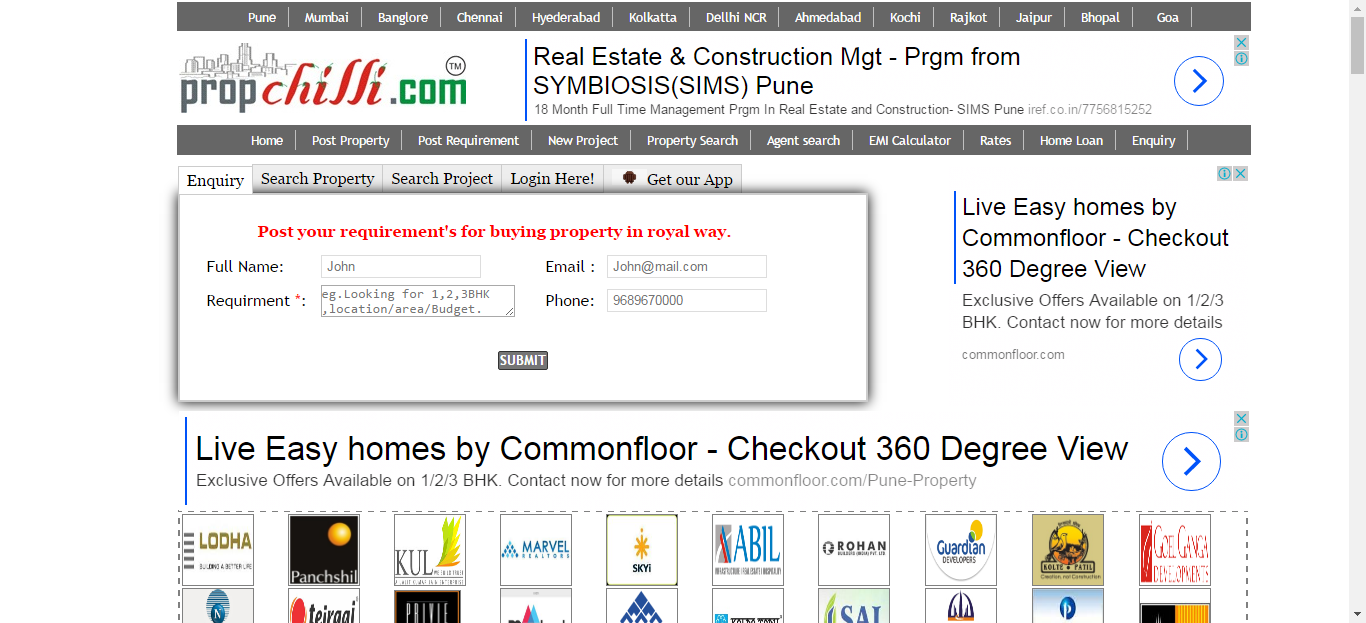 Pune Mumbai Banglore Chennai Hyederabad Kolkatta Dellhi NCR Ahmedabad Kochi Rajkot Jaipur Bhopal Goa
propchilli.com TM
Real Estate & Construction Mgt - Prgm from
SYMBIOSIS(SIMS) Pune
18 Month Full Time Management Prgm In Real Estate and Construction- SIMS Pune iref.co.in/7756815252
Home Post Property Post Requirement New Project Property Search Agent search EMI Calculator Rates Home Loan Enquiry
Enquiry Search Property Search Project Login Here! Get our App
Post your requirement's for buying property in royal way.
Full Name: John Email : John@mail.com
Requirment *: eg.Looking for 1,2,3BHK
,location/area/Budget.
Phone: 9689670000
SUBMIT
Live Easy homes by
Commonfloor - Checkout
360 Degree View
Exclusive Offers Available on 1/2/3
BHK. Contact now for more details
commonfloor.com
Live Easy homes by Commonfloor - Checkout 360 Degree View
Exclusive Offers Available on 1/2/3 BHK. Contact now for more details commonfloor.com/Pune-Property
LODHA
BUILDING A BETTER LIFE
Panchshil
KUL
MARVEL
REALTORS
SKYi
ABIL
ROHAN
Guardian
DEVELOPERS
KOLTE - PATIL
Creation, not Construction
GOEL GANGA
DEVELOPMENTS
N
PRIVIE